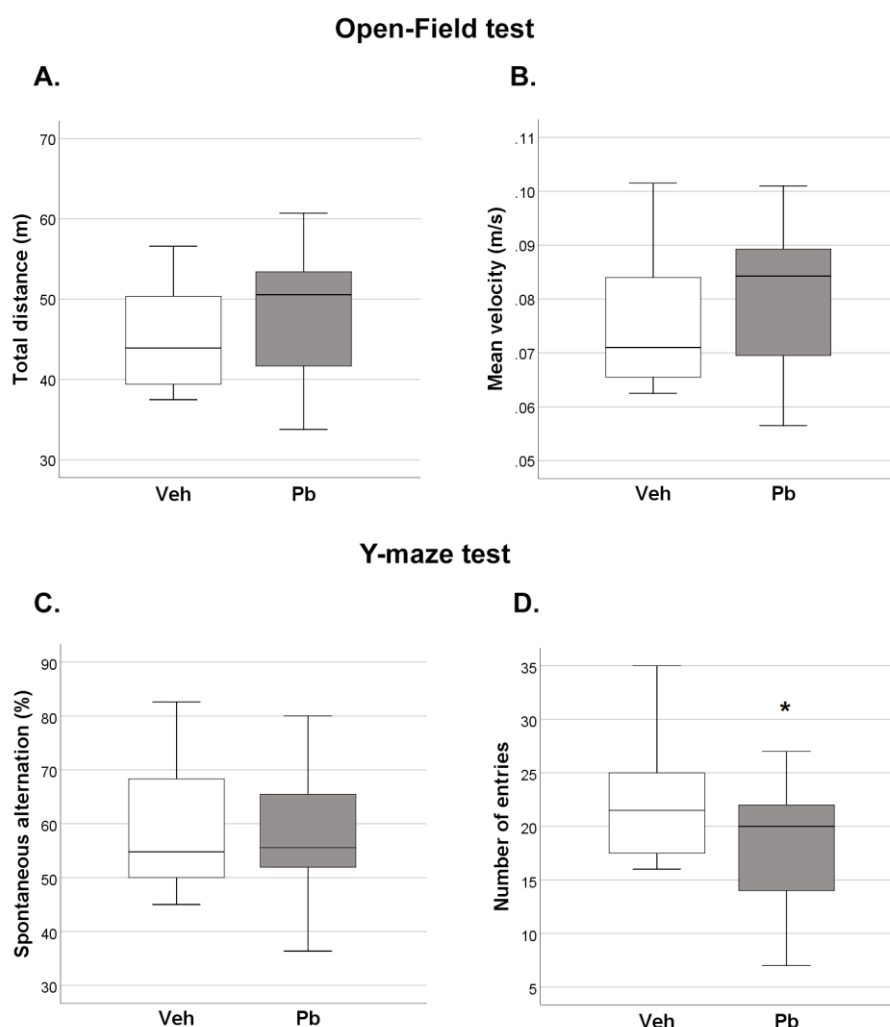 Open-Field test
A.
B.
Total distance (m)
70
60
50
40
30
Veh Pb
Mean velocity (m/s)
.11
.10
.09
.08
.07
.06
.05
Veh Pb
Y-maze test
C.
D.
Spontaneous alternation (%)
90
80
70
60
50
40
30
Veh Pb
Number of entries
35
30
25
20
15
10
5
*
Veh Pb